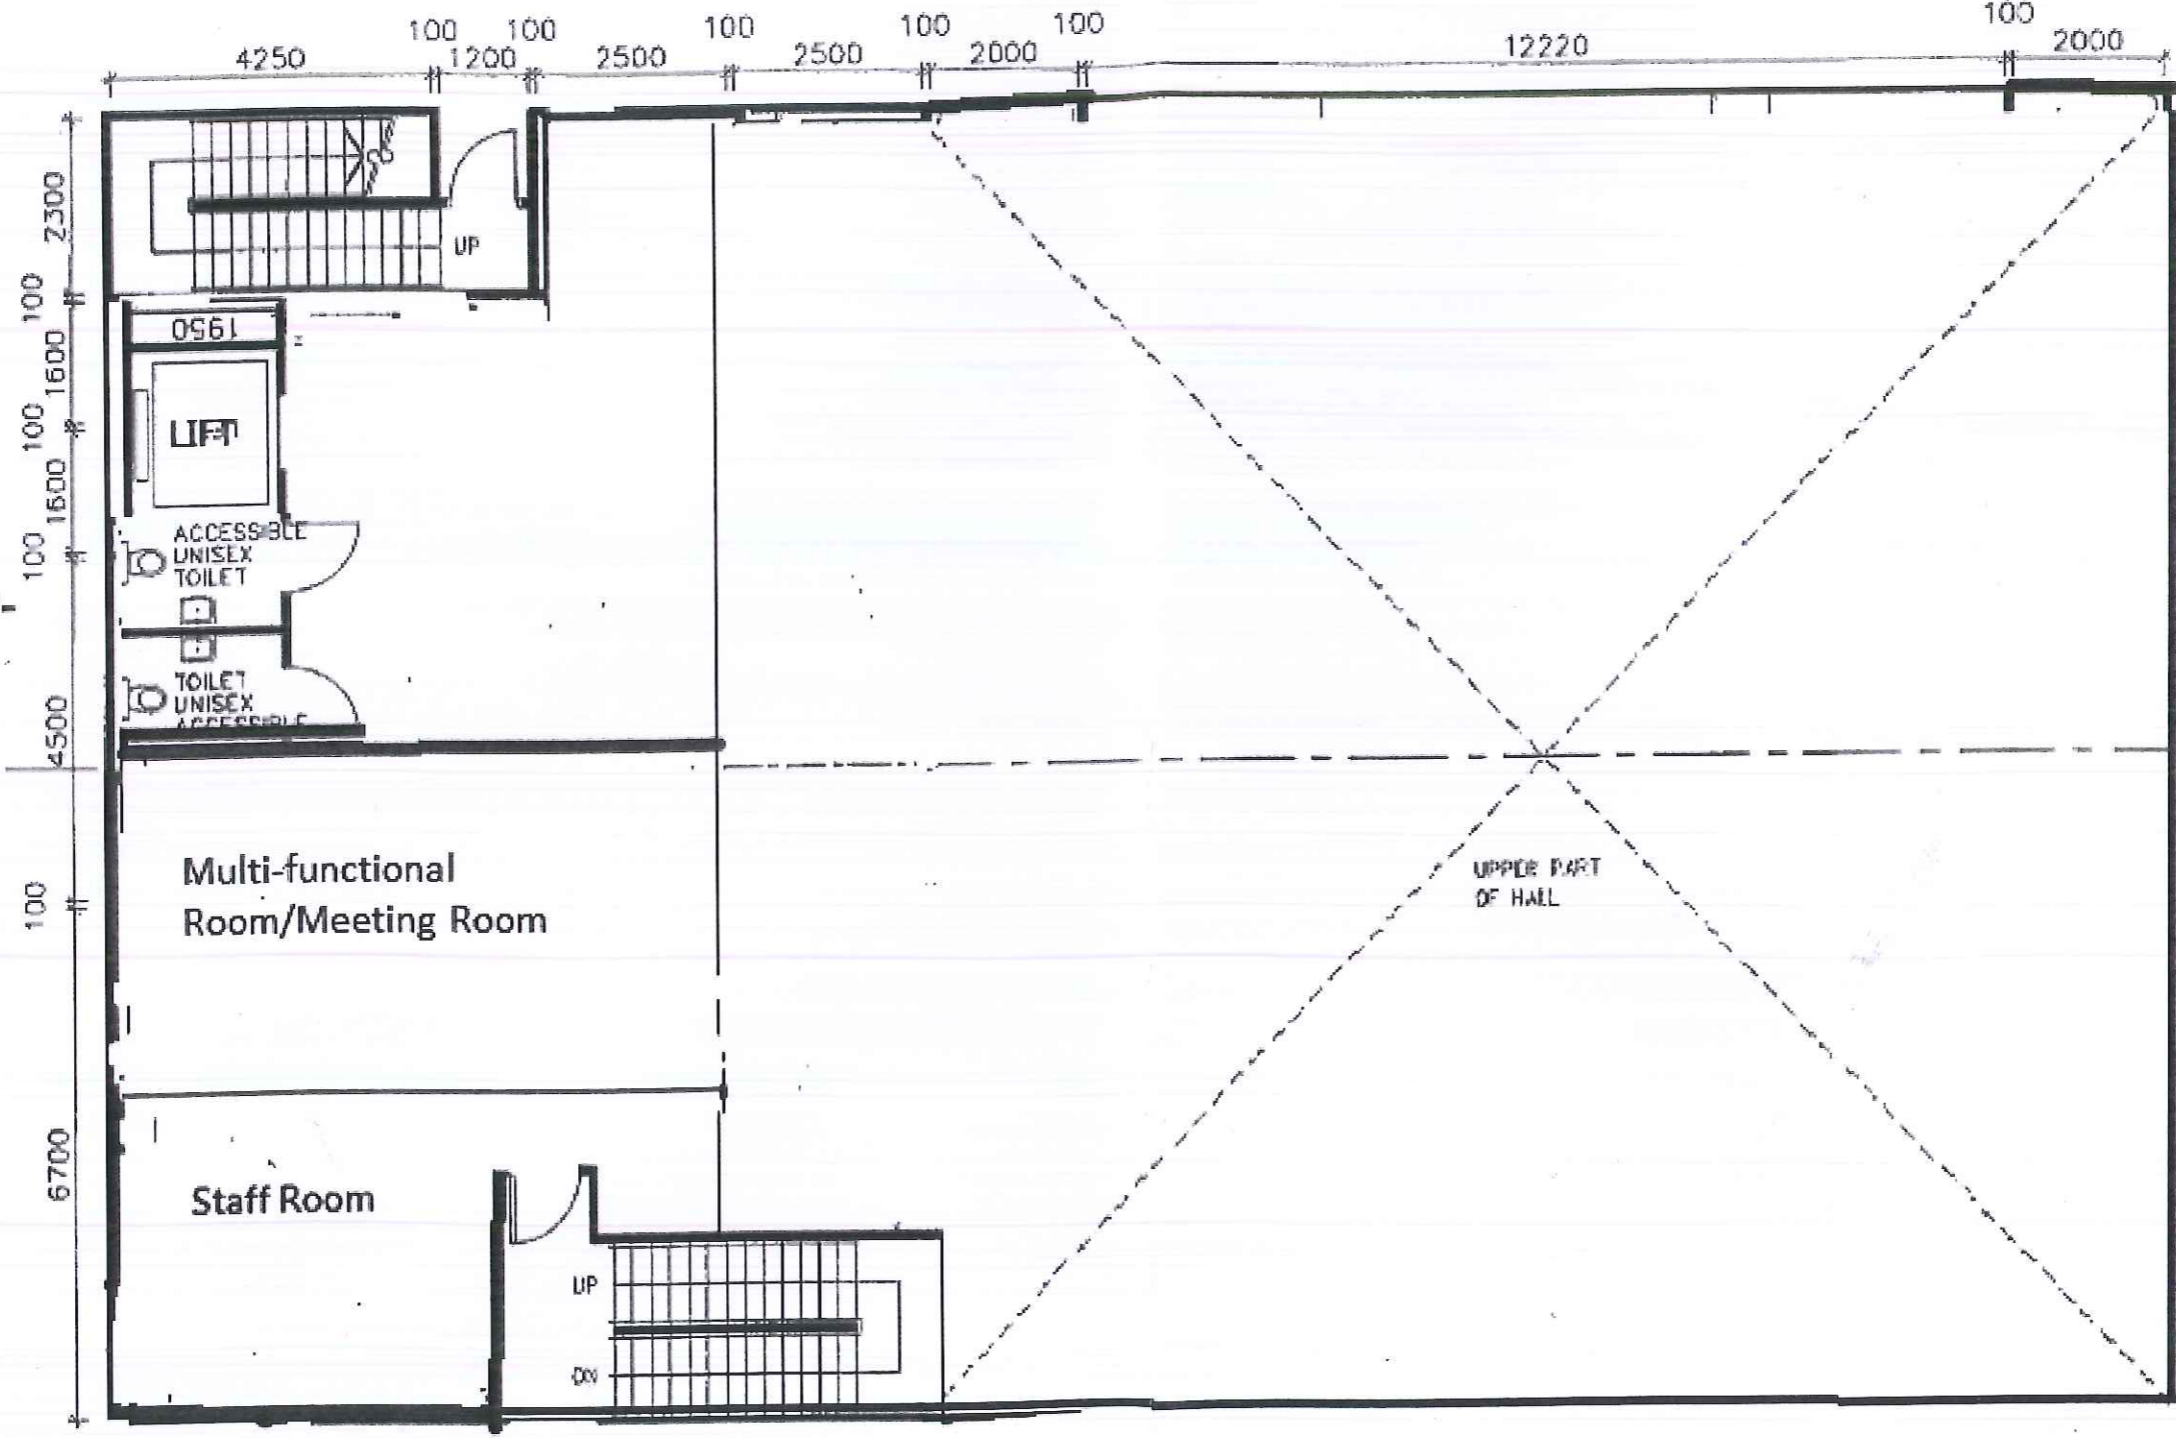 100 100 100 100 100 100
4250 1200 2500 2500 2000 12220 2000
2300
100
1600
100
1600
100
4500
100
6700
UP
1950
LIFT
ACCESSIBLE
UNISEX
TOILET
TOILET
UNISEX
ACCESSIBLE
Multi-functional
Room/Meeting Room
UPPER PART
OF HALL
Staff Room
UP
DN